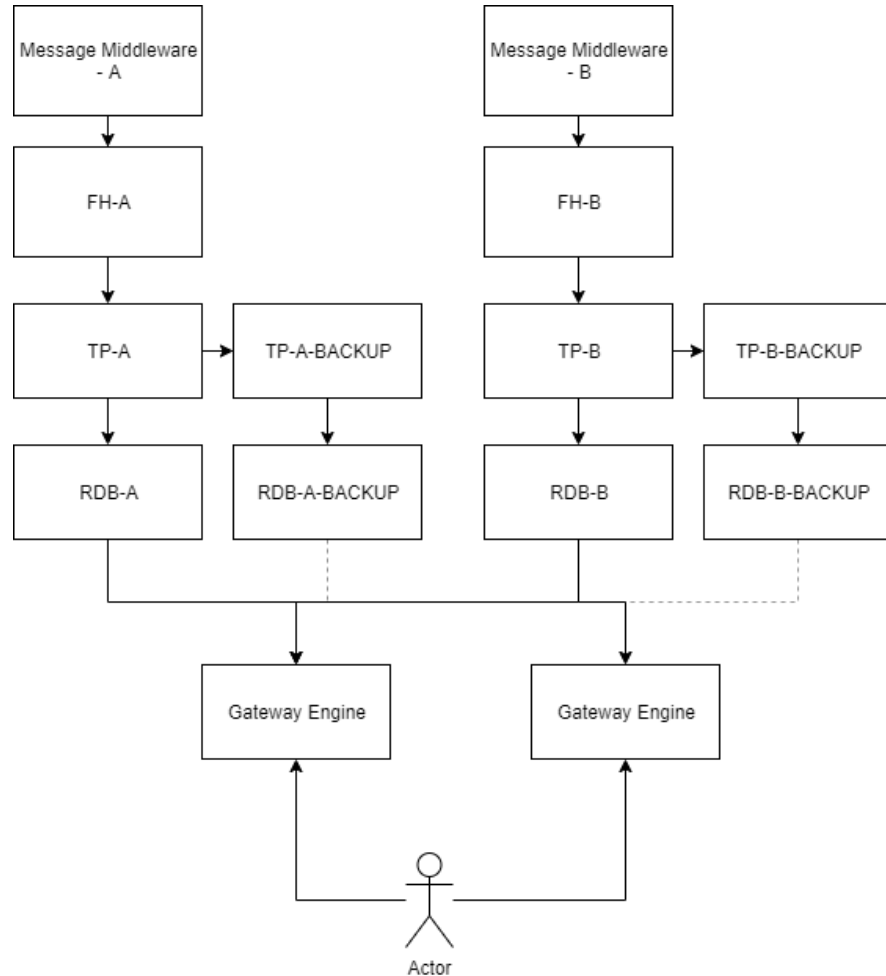 Message Middleware
- A
Message Middleware
- B
FH-A
FH-B
TP-A
TP-A-BACKUP
TP-B
TP-B-BACKUP
RDB-A
RDB-A-BACKUP
RDB-B
RDB-B-BACKUP
Gateway Engine
Gateway Engine
Actor